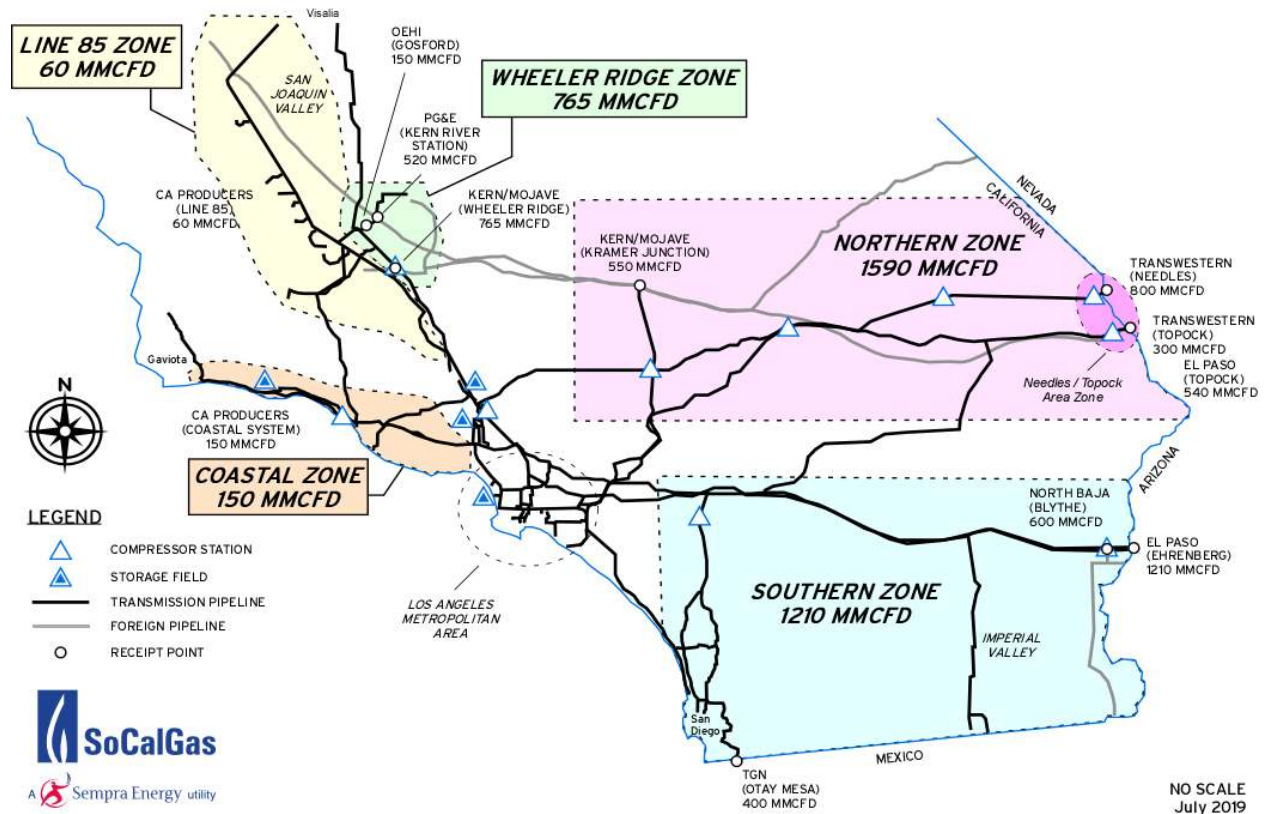 Visalia
OEHI
(GOSFORD)
150 MMCFD
LINE 85 ZONE
60 MMCFD
SAN
JOAQUIN
VALLEY
WHEELER RIDGE ZONE
765 MMCFD
PG&E
(KERN RIVER
STATION)
520 MMCFD
CA PRODUCERS
(LINE 85)
60 MMCFD
KERN/MOJAVE
(WHEELER RIDGE)
765 MMCFD
NEVADA
CALIFORNIA
KERN/MOJAVE
(KRAMER JUNCTION)
550 MMCFD
NORTHERN ZONE
1590 MMCFD
TRANSWESTERN
(NEEDLES)
800 MMCFD
TRANSWESTERN
(TOPOCK)
300 MMCFD
EL PASO
(TOPOCK)
540 MMCFD
Needles / Topock
Area Zone
Gaviota
N
CA PRODUCERS
(COASTAL SYSTEM)
150 MMCFD
COASTAL ZONE
150 MMCFD
ARIZONA
NORTH BAJA
(BLYTHE)
600 MMCFD
EL PASO
(EHRENBERG)
1210 MMCFD
LEGEND
COMPRESSOR STATION
STORAGE FIELD
TRANSMISSION PIPELINE
FOREIGN PIPELINE
RECEIPT POINT
LOS ANGELES
METROPOLITAN
AREA
SOUTHERN ZONE
1210 MMCFD
IMPERIAL
VALLEY
San
Diego
MEXICO
TGN
(OTAY MESA)
400 MMCFD
SoCalGas
A Sempra Energy utility
NO SCALE
July 2019